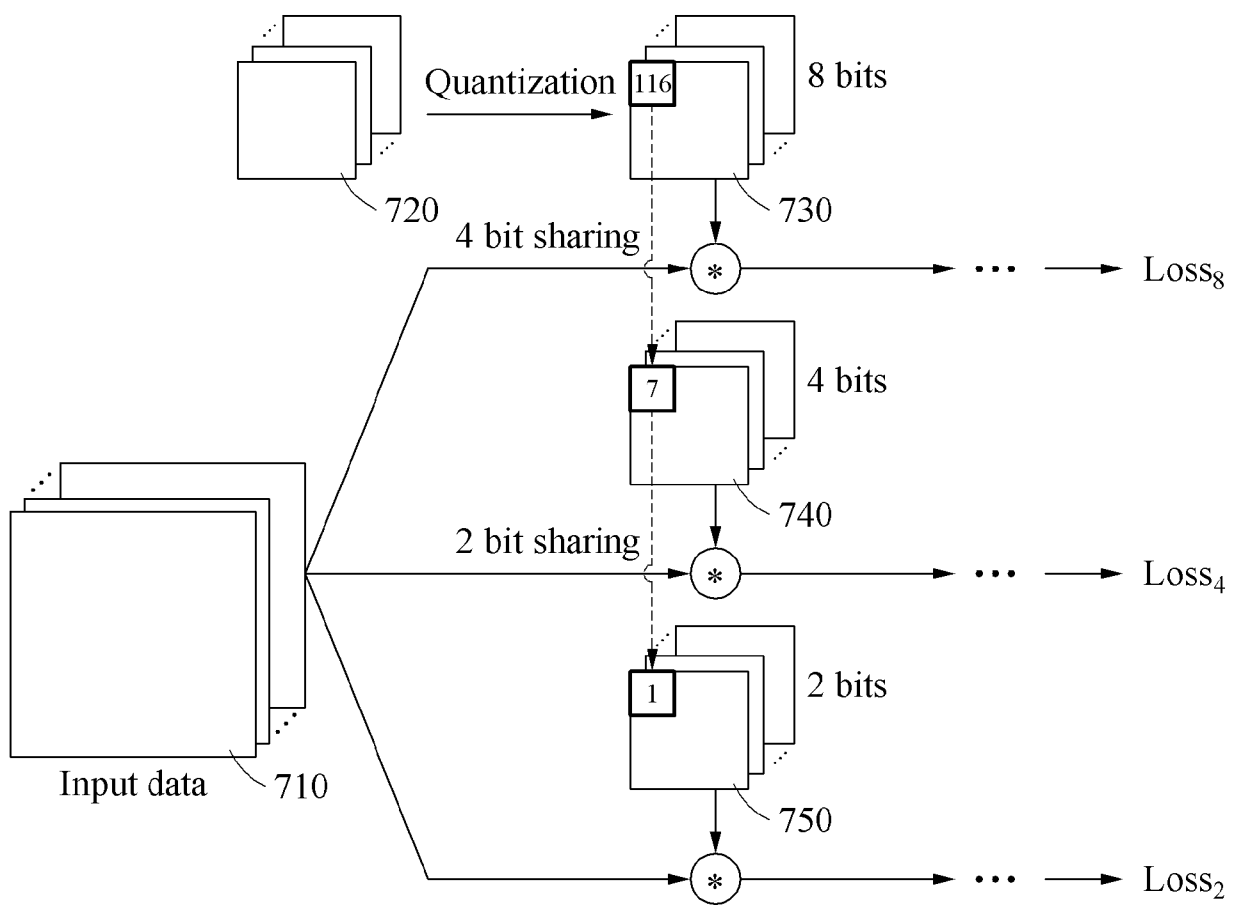 Quantization
116
8 bits
720
730
4 bit sharing
*
...
Loss₈
7
4 bits
740
2 bit sharing
*
...
Loss₄
1
2 bits
Input data
710
750
*
...
Loss₂